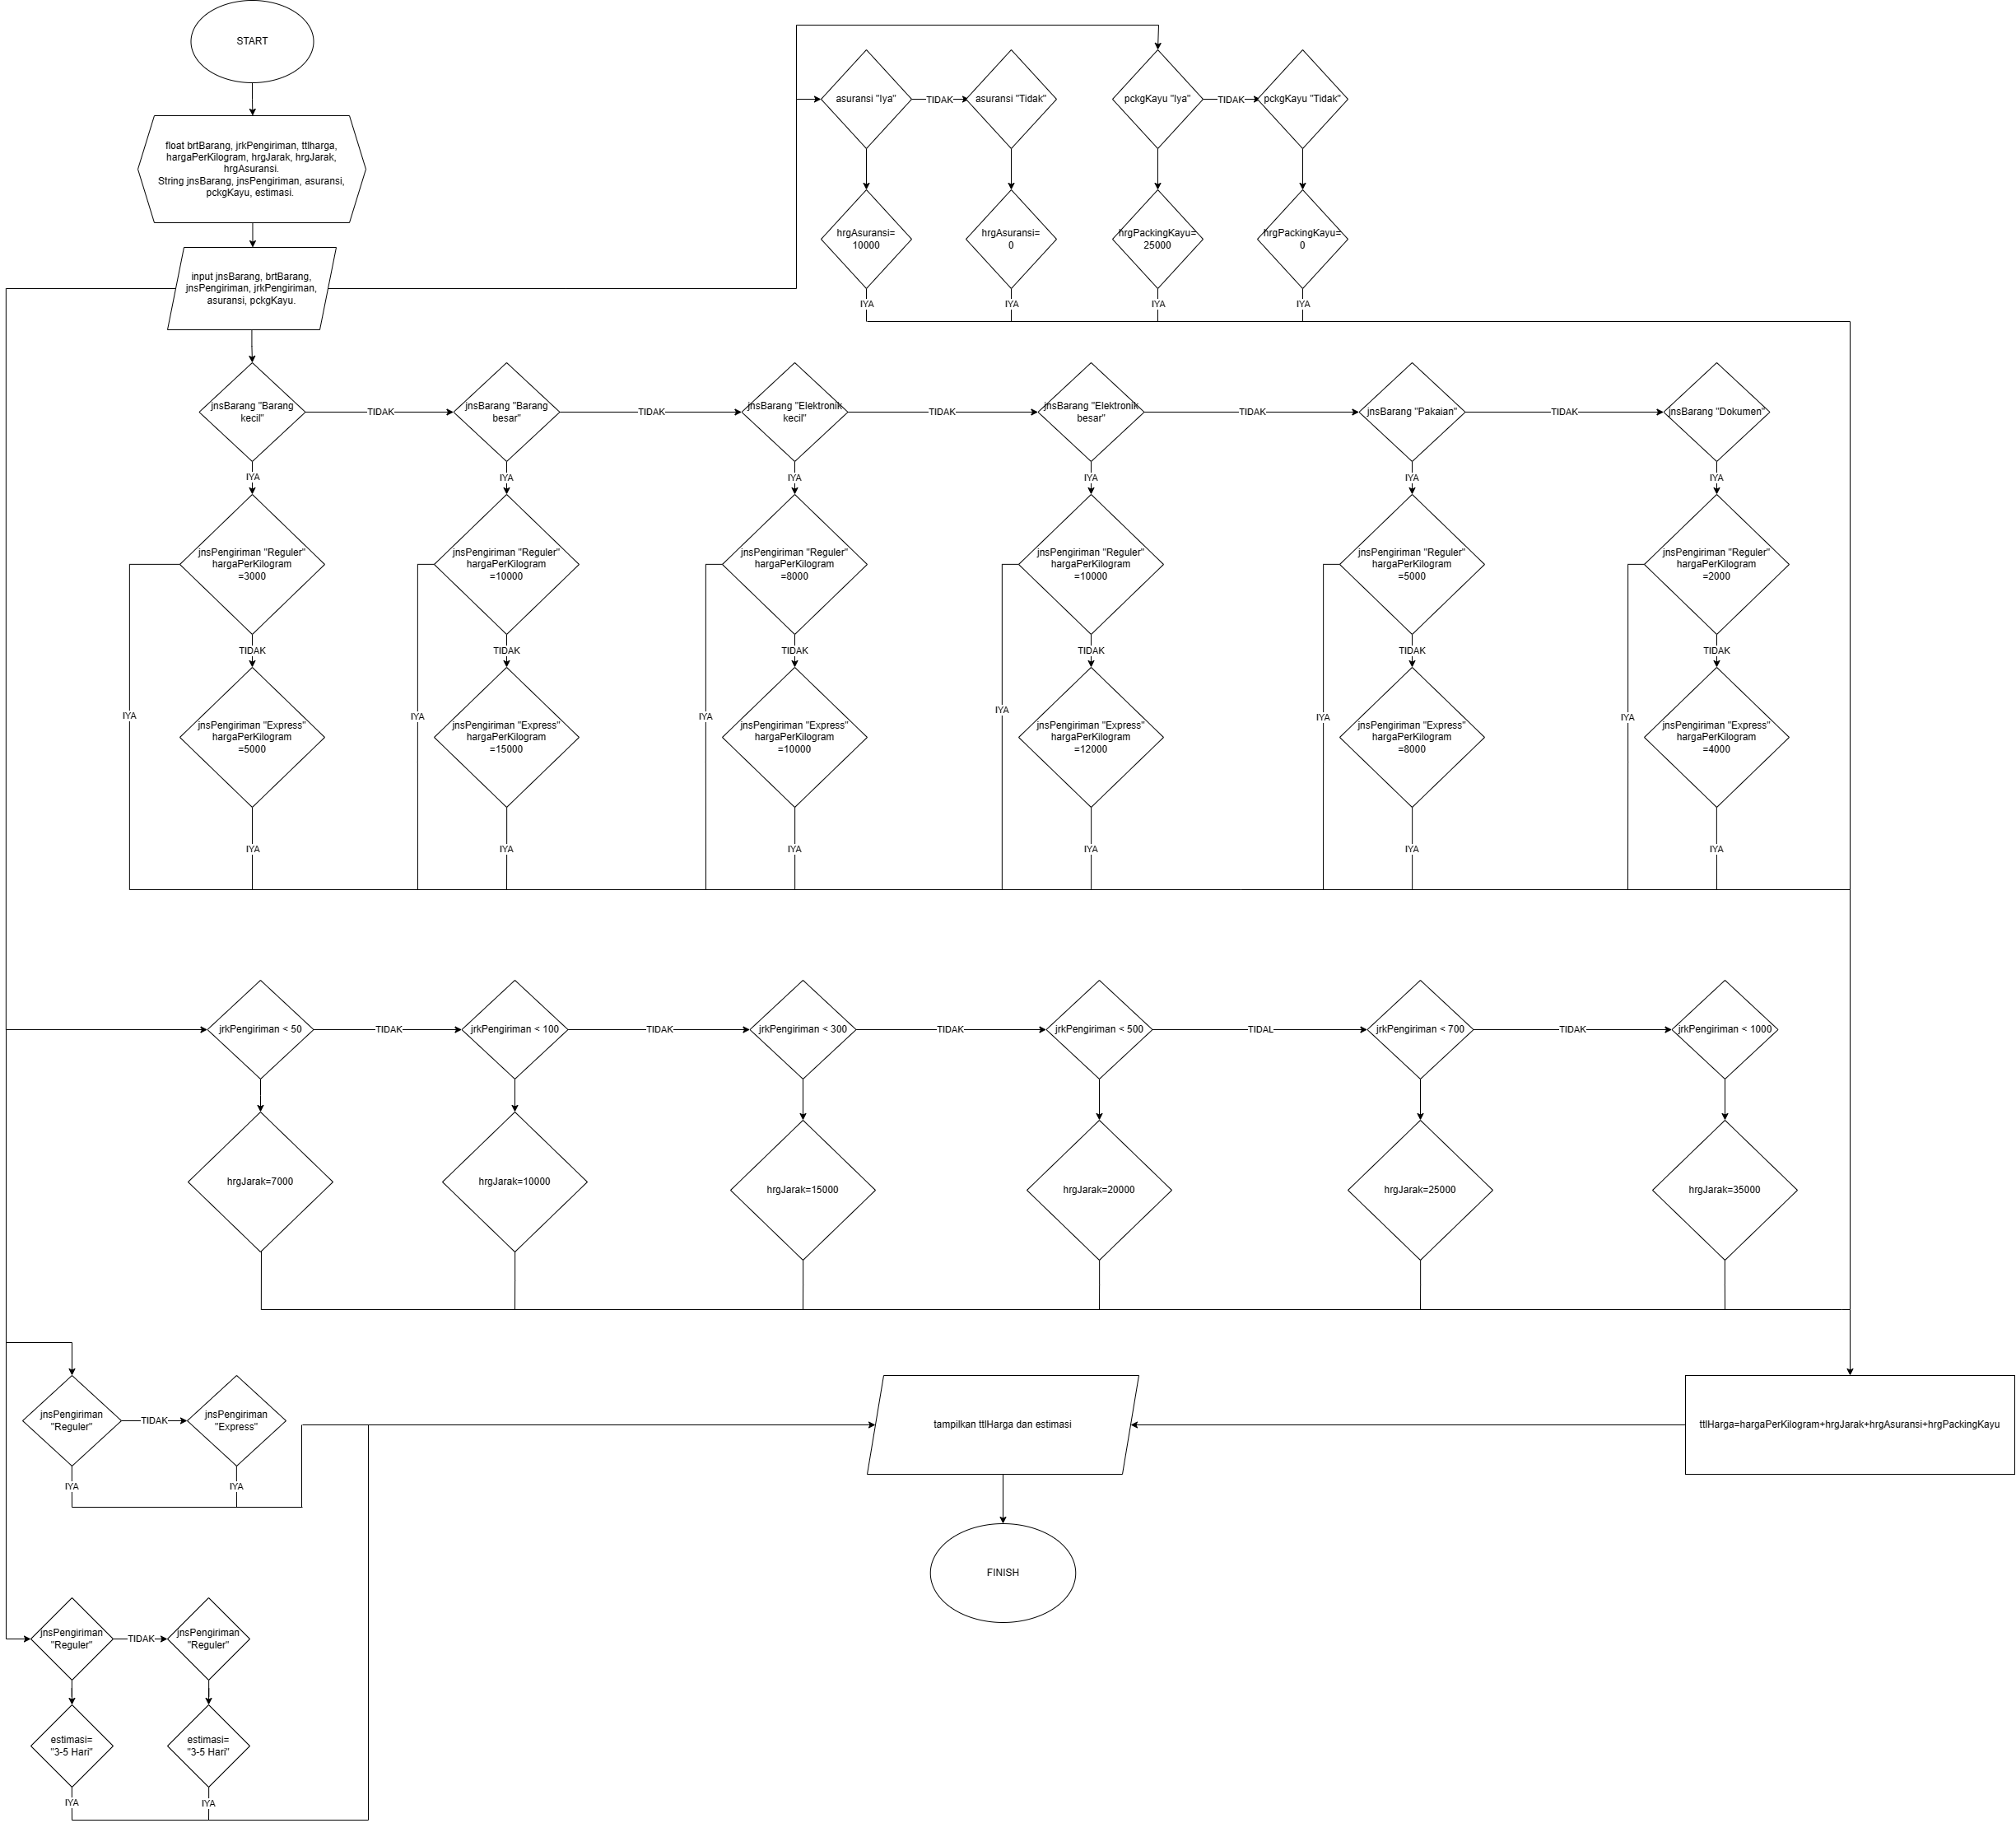 START
float brtBarang, jrkPengiriman, ttlharga,
hargaPerKilogram, hrgJarak, hrgJarak,
hrgAsuransi.
String jnsBarang, jnsPengiriman, asuransi,
pckgKayu, estimasi.
input jnsBarang, brtBarang,
jnsPengiriman, jrkPengiriman,
asuransi, pckgKayu.
asuransi "Iya"
TIDAK
asuransi "Tidak"
pckgKayu "Iya"
TIDAK
pckgKayu "Tidak"
hrgAsuransi=
10000
hrgAsuransi=
0
hrgPackingKayu=
25000
hrgPackingKayu=
0
IYA
IYA
IYA
IYA
jnsBarang "Barang
kecil"
TIDAK
jnsBarang "Barang
besar"
TIDAK
jnsBarang "Elektronik
kecil"
TIDAK
jnsBarang "Elektronik
besar"
TIDAK
jnsBarang "Pakaian"
TIDAK
jnsBarang "Dokumen"
IYA
IYA
IYA
IYA
IYA
IYA
jnsPengiriman "Reguler"
hargaPerKilogram
=3000
jnsPengiriman "Reguler"
hargaPerKilogram
=10000
jnsPengiriman "Reguler"
hargaPerKilogram
=8000
jnsPengiriman "Reguler"
hargaPerKilogram
=10000
jnsPengiriman "Reguler"
hargaPerKilogram
=5000
jnsPengiriman "Reguler"
hargaPerKilogram
=2000
TIDAK
TIDAK
TIDAK
TIDAK
TIDAK
TIDAK
IYA
jnsPengiriman "Express"
hargaPerKilogram
=5000
IYA
jnsPengiriman "Express"
hargaPerKilogram
=15000
IYA
jnsPengiriman "Express"
hargaPerKilogram
=10000
IYA
jnsPengiriman "Express"
hargaPerKilogram
=12000
IYA
jnsPengiriman "Express"
hargaPerKilogram
=8000
IYA
jnsPengiriman "Express"
hargaPerKilogram
=4000
IYA
IYA
IYA
IYA
IYA
IYA
jrkPengiriman < 50
TIDAK
jrkPengiriman < 100
TIDAK
jrkPengiriman < 300
TIDAK
jrkPengiriman < 500
TIDAL
jrkPengiriman < 700
TIDAK
jrkPengiriman < 1000
hrgJarak=7000
hrgJarak=10000
hrgJarak=15000
hrgJarak=20000
hrgJarak=25000
hrgJarak=35000
jnsPengiriman
"Reguler"
TIDAK
jnsPengiriman
"Express"
IYA
IYA
tampilkan ttlHarga dan estimasi
ttlHarga=hargaPerKilogram+hrgJarak+hrgAsuransi+hrgPackingKayu
FINISH
jnsPengiriman
"Reguler"
TIDAK
jnsPengiriman
"Reguler"
estimasi=
"3-5 Hari"
estimasi=
"3-5 Hari"
IYA
IYA